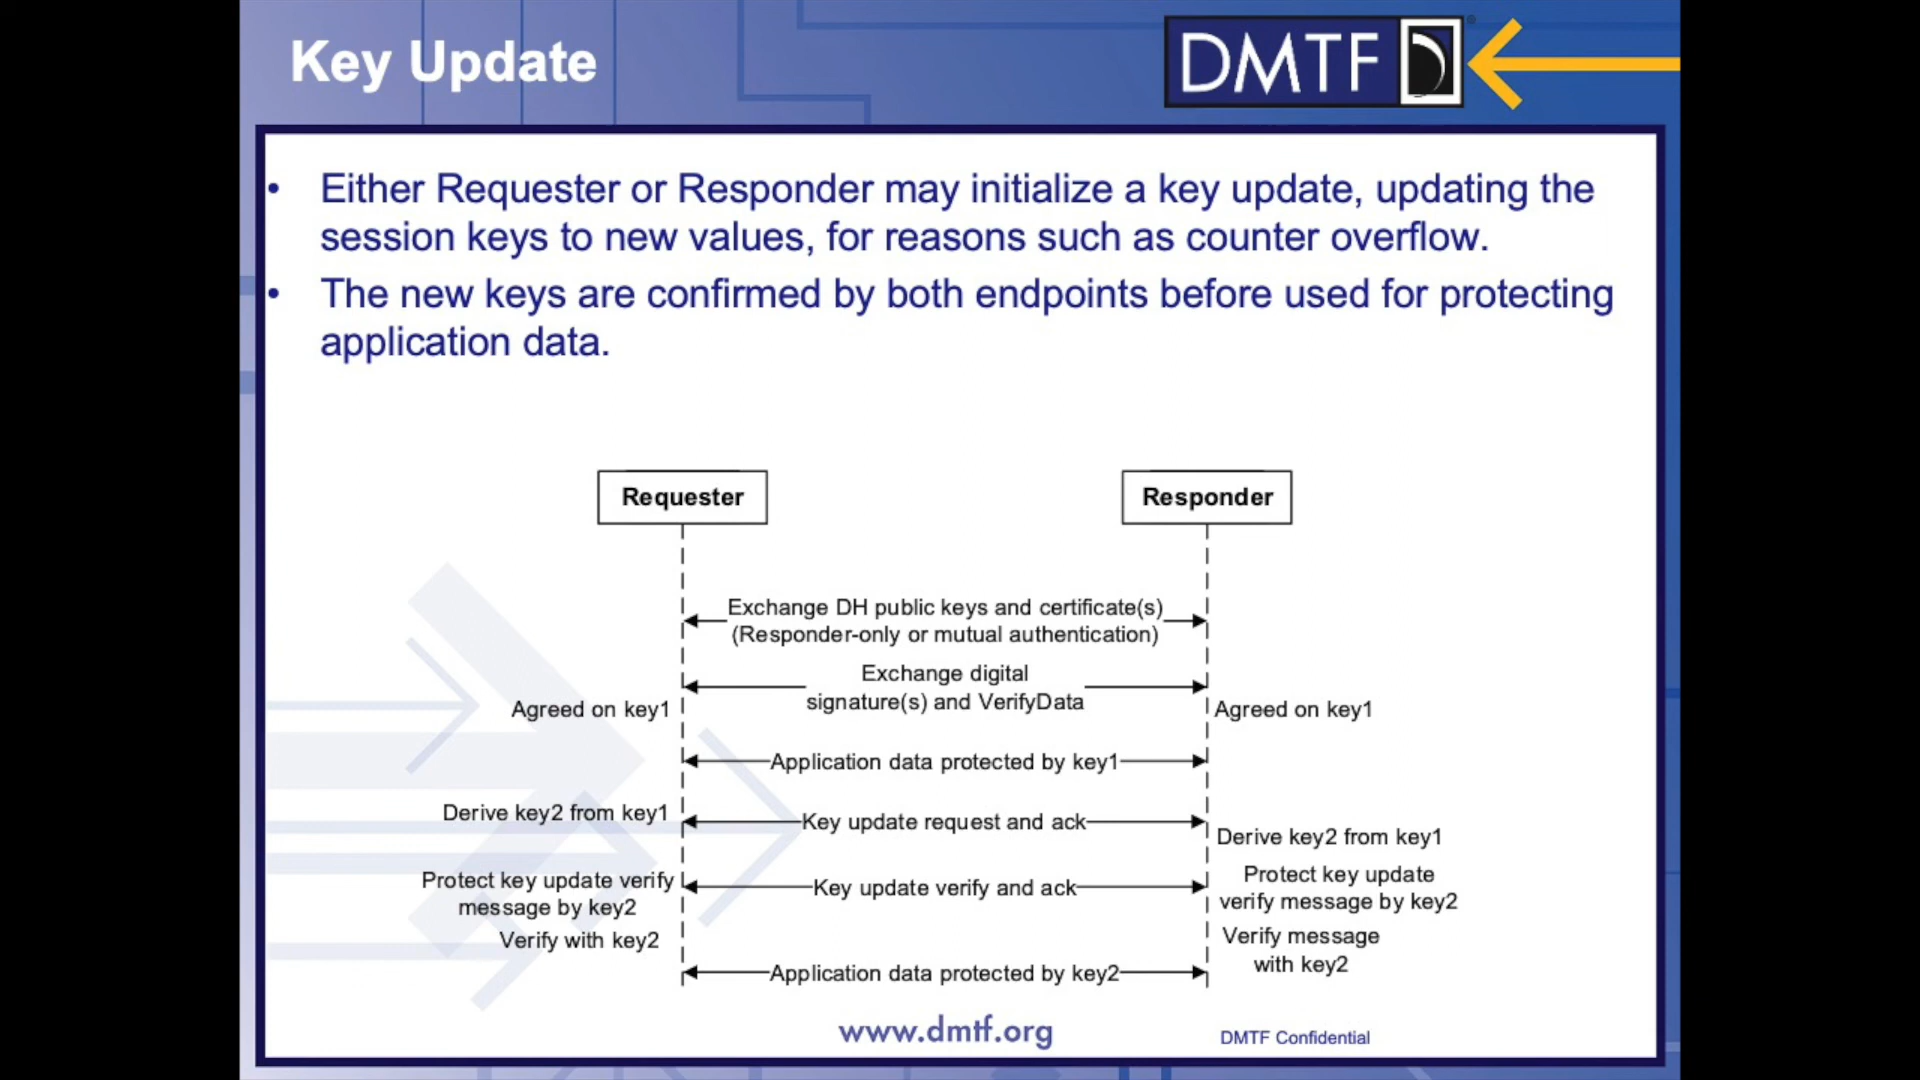 Key Update
DMTF
• Either Requester or Responder may initialize a key update, updating the
session keys to new values, for reasons such as counter overflow.
• The new keys are confirmed by both endpoints before used for protecting
application data.
Requester
Responder
Exchange DH public keys and certificate(s)
(Responder-only or mutual authentication)
Exchange digital
signature(s) and VerifyData
Agreed on key1
Agreed on key1
Application data protected by key1
Derive key2 from key1
Key update request and ack
Derive key2 from key1
Protect key update verify
message by key2
Key update verify and ack
Protect key update
verify message by key2
Verify with key2
Verify message
with key2
Application data protected by key2
www.dmtf.org
DMTF Confidential